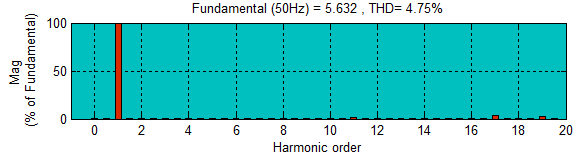 Fundamental (50Hz) = 5.632 , THD= 4.75%
100
50
0
Mag
(% of Fundamental)
0 2 4 6 8 10 12 14 16 18 20
Harmonic order